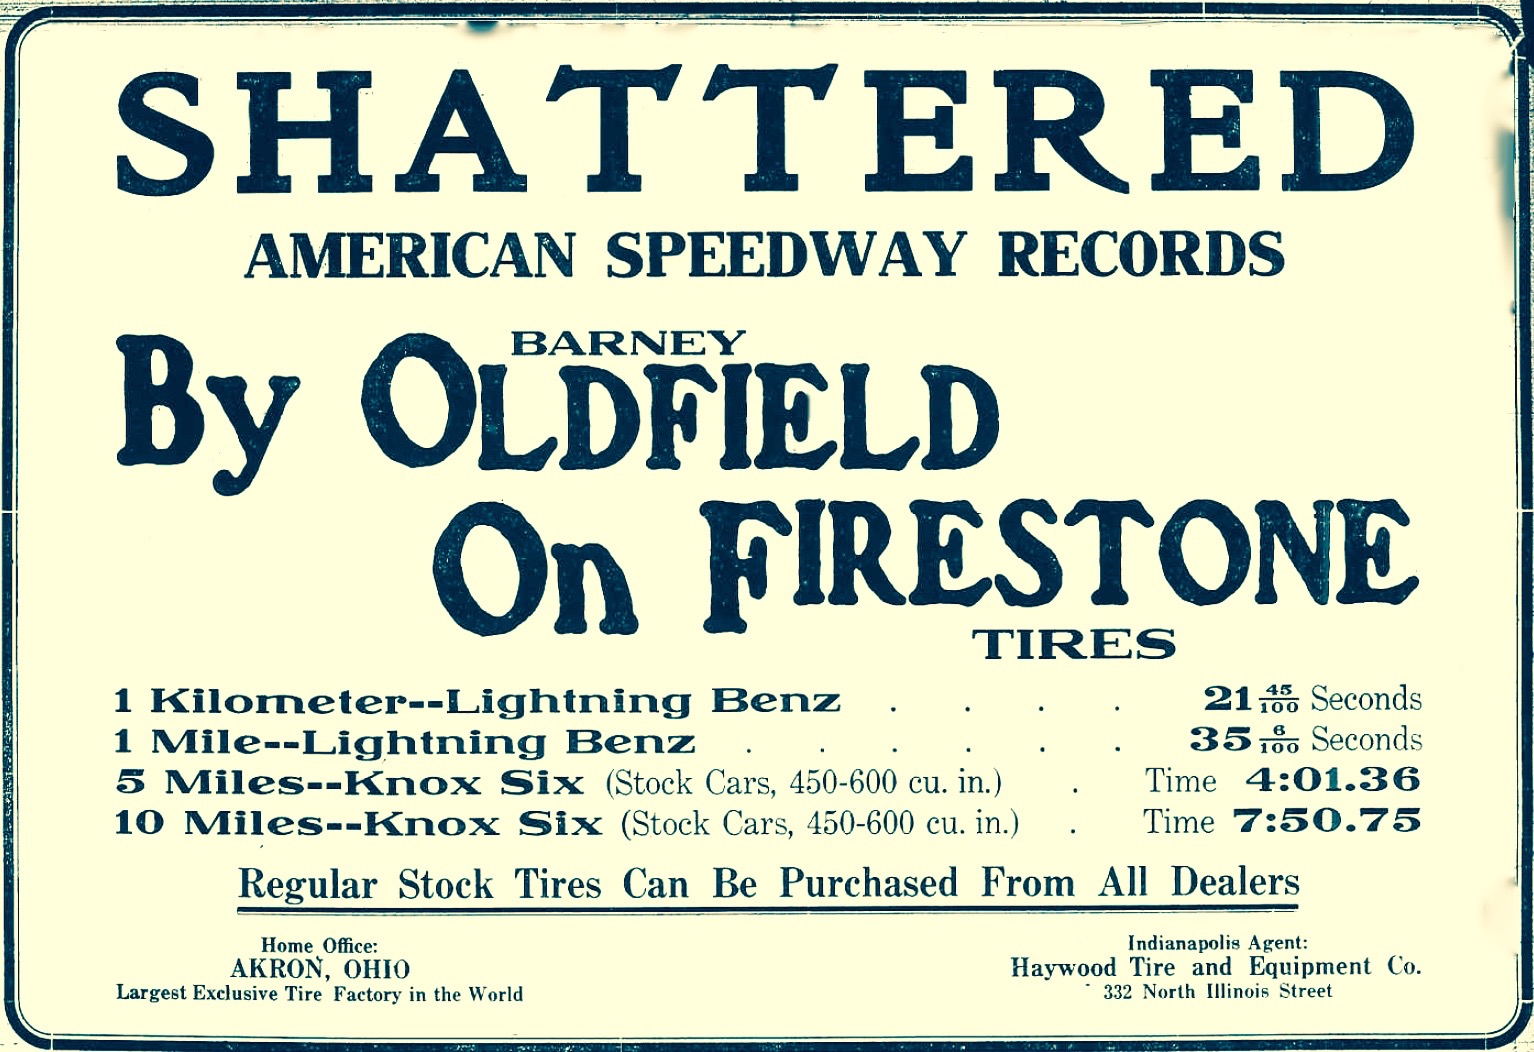 SHATTERED
AMERICAN SPEEDWAY RECORDS
By BARNEY OLDFIELD
On FIRESTONE
TIRES
1 Kilometer--Lightning Benz . . . . 21 45/100 Seconds
1 Mile--Lightning Benz . . . . . . 35 6/100 Seconds
5 Miles--Knox Six (Stock Cars, 450-600 cu. in.) . Time 4:01.36
10 Miles--Knox Six (Stock Cars, 450-600 cu. in.) . Time 7:50.75
Regular Stock Tires Can Be Purchased From All Dealers
Home Office:
AKRON, OHIO
Largest Exclusive Tire Factory in the World
Indianapolis Agent:
Haywood Tire and Equipment Co.
332 North Illinois Street